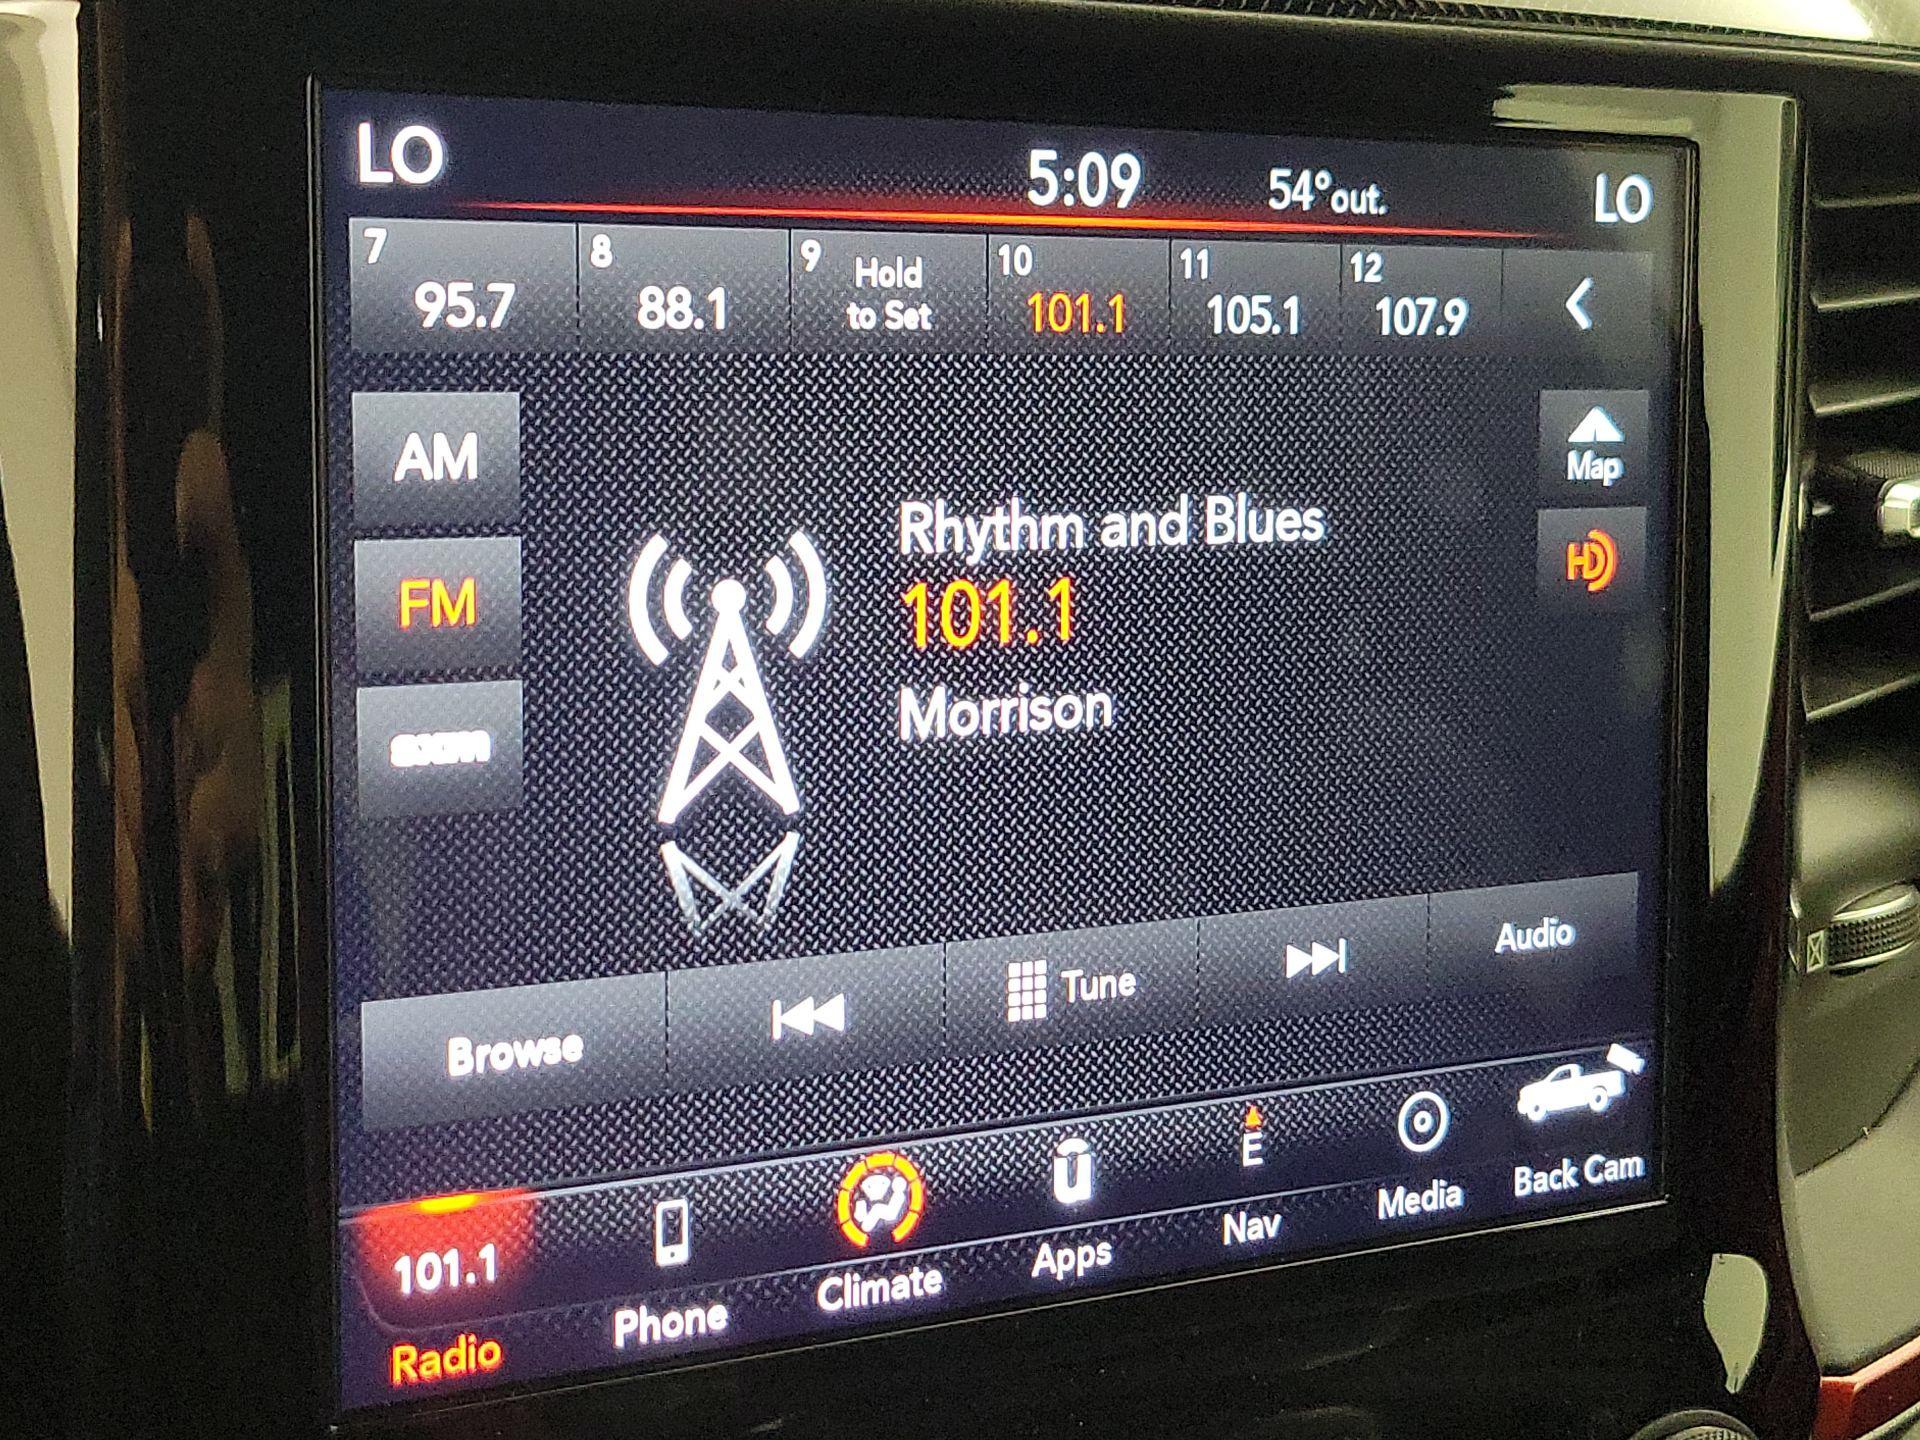 LO 5:09 54°out. LO
7 95.7 8 88.1 9 Hold to Set 10 101.1 11 105.1 12 107.9
AM
Map
FM
HD
sxm
Rhythm and Blues
101.1
Morrison
Browse Tune Audio
E
101.1
Radio Phone Climate Apps Nav Media Back Cam